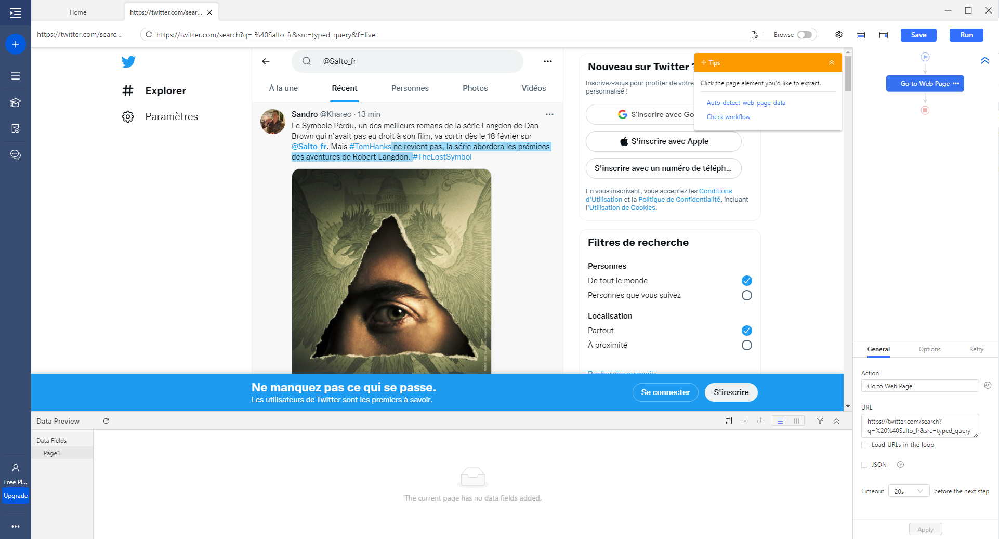 Home
https://twitter.com/sear...
https://twitter.com/searc...
https://twitter.com/search?q= %40Salto_fr&src=typed_query&f=live
Browse
Save
Run
Explorer
Paramètres
@Salto_fr
À la une
Récent
Personnes
Photos
Vidéos
Sandro @Kharec · 13 min
Le Symbole Perdu, un des meilleurs romans de la série Langdon de Dan
Brown qui n’avait pas eu droit à son film, va sortir dès le 18 février sur
@Salto_fr. Mais #TomHanks ne revient pas, la série abordera les prémices
des aventures de Robert Langdon. #TheLostSymbol
Nouveau sur Twitter ?
Inscrivez-vous pour profiter de votre
personnalisé !
S'inscrire avec Go
S'inscrire avec Apple
S'inscrire avec un numéro de téléph...
En vous inscrivant, vous acceptez les Conditions
d'Utilisation et la Politique de Confidentialité, incluant
l'Utilisation de Cookies.
Tips
Click the page element you'd like to extract.
Auto-detect web page data
Check workflow
Filtres de recherche
Personnes
De tout le monde
Personnes que vous suivez
Localisation
Partout
À proximité
Recherche avancée
Ne manquez pas ce qui se passe.
Les utilisateurs de Twitter sont les premiers à savoir.
Se connecter
S'inscrire
Go to Web Page
General
Options
Retry
Action
Go to Web Page
API
URL
https://twitter.com/search?
q=%20%40Salto_fr&src=typed_query
Load URLs in the loop
JSON
Timeout
20s
before the next step
Apply
Data Preview
Data Fields
Page1
The current page has no data fields added.
Free Pl...
Upgrade